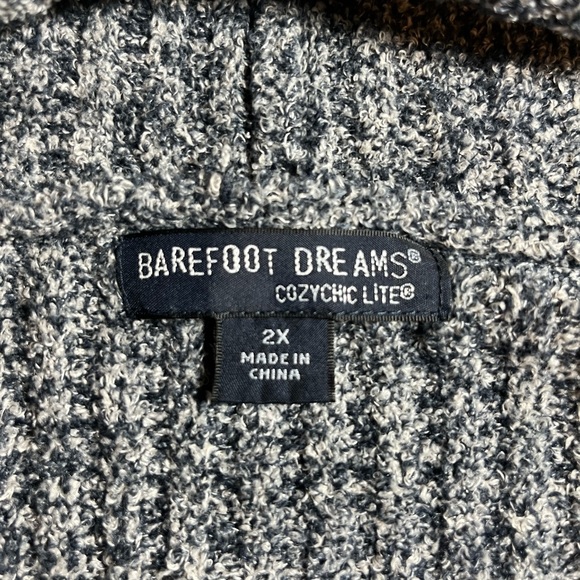 BAREFOOT DREAMS®
COZYCHIC LITE®
2X
MADE IN
CHINA